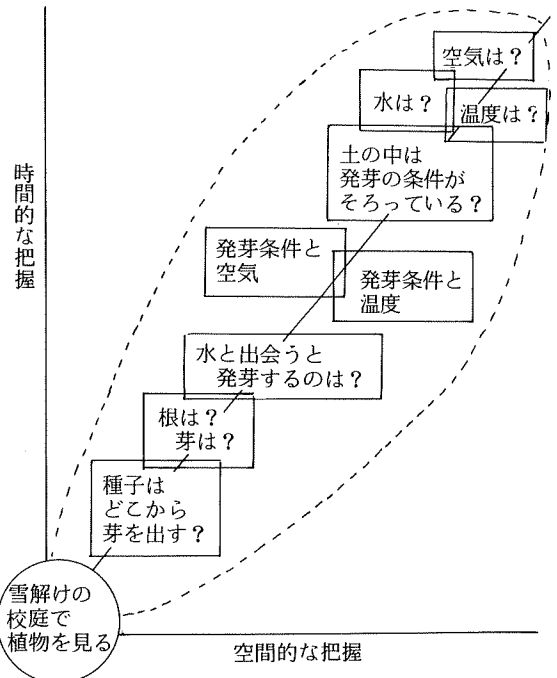 空気は？
水は？
温度は？
土の中は
発芽の条件が
そろっている？
時間的な把握
発芽条件と
空気
発芽条件と
温度
水と出会うと
発芽するのは？
根は？
芽は？
種子は
どこから
芽を出す？
雪解けの
校庭で
植物を見る
空間的な把握